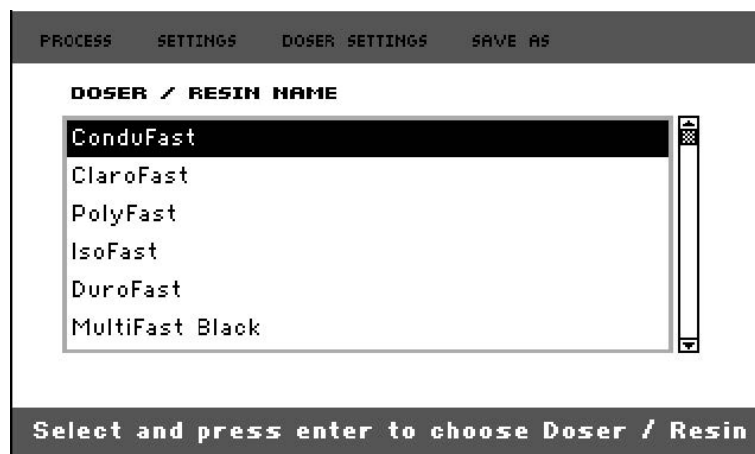 PROCESS SETTINGS DOSER SETTINGS SAVE AS
DOSER / RESIN NAME
ConduFast
ClaroFast
PolyFast
IsoFast
DuroFast
MultiFast Black
Select and press enter to choose Doser / Resin